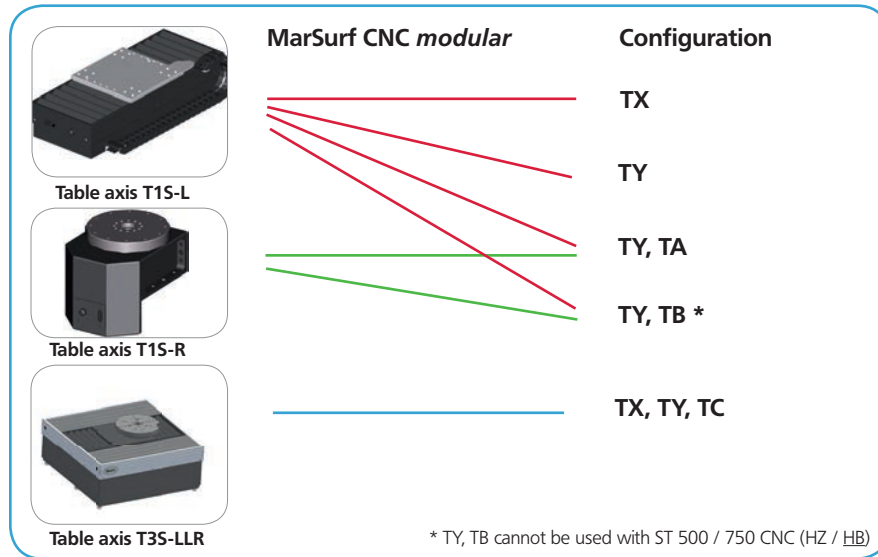 MarSurf CNC modular
Configuration
Table axis T1S-L
TX
TY
Table axis T1S-R
TY, TA
TY, TB *
Table axis T3S-LLR
TX, TY, TC
* TY, TB cannot be used with ST 500 / 750 CNC (HZ / HB)